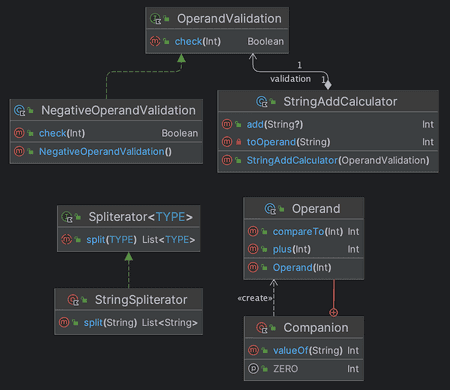 OperandValidation
check(Int) Boolean
1
validation 1
NegativeOperandValidation
check(Int) Boolean
NegativeOperandValidation()
StringAddCalculator
add(String?) Int
toOperand(String) Int
StringAddCalculator(OperandValidation)
Spliterator<TYPE>
split(TYPE) List<TYPE>
StringSpliterator
split(String) List<String>
Operand
compareTo(Int) Int
plus(Int) Int
Operand(Int)
«create»
Companion
valueOf(String) Int
ZERO Int